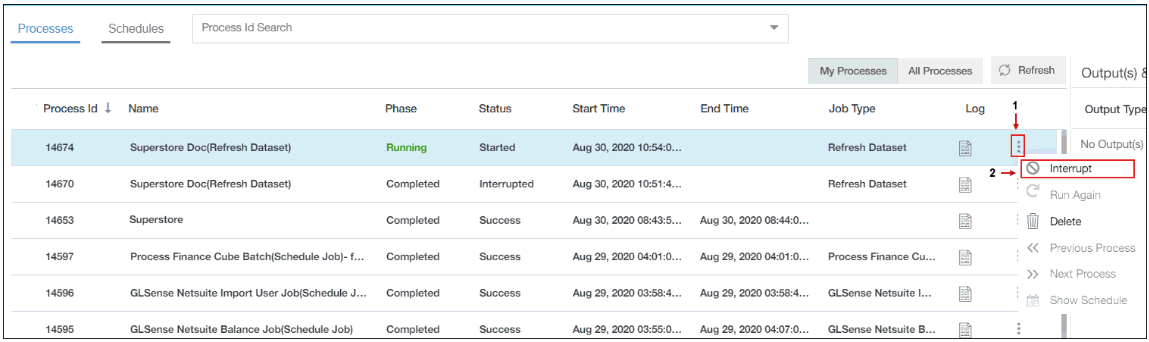 Processes Schedules Process Id Search
My Processes All Processes Refresh Output(s) &
Process Id ↓ Name Phase Status Start Time End Time Job Type Log 1 Output Type
14674 Superstore Doc(Refresh Dataset) Running Started Aug 30, 2020 10:54:0... Refresh Dataset No Output(s)
2 Interrupt
14670 Superstore Doc(Refresh Dataset) Completed Interrupted Aug 30, 2020 10:51:4... Refresh Dataset
Run Again
14653 Superstore Completed Success Aug 30, 2020 08:43:5... Aug 30, 2020 08:44:0...
Delete
Previous Process
14597 Process Finance Cube Batch(Schedule Job)- f... Completed Success Aug 29, 2020 04:01:0... Aug 29, 2020 04:01:0... Process Finance Cu...
Next Process
14596 GLSense Netsuite Import User Job(Schedule J... Completed Success Aug 29, 2020 03:58:4... Aug 29, 2020 03:58:4... GLSense Netsuite I...
Show Schedule
14595 GLSense Netsuite Balance Job(Schedule Job) Completed Success Aug 29, 2020 03:55:0... Aug 29, 2020 04:07:0... GLSense Netsuite B...